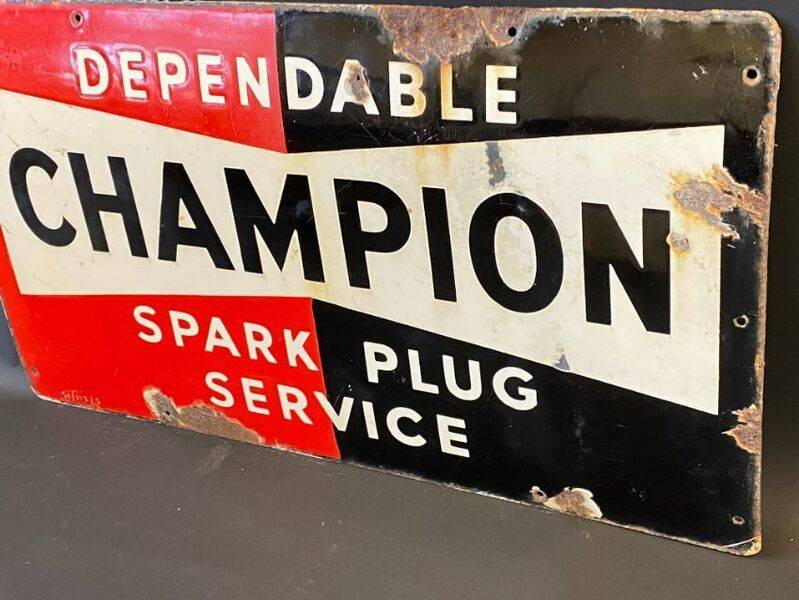 DEPENDABLE
CHAMPION
SPARK PLUG
SERVICE